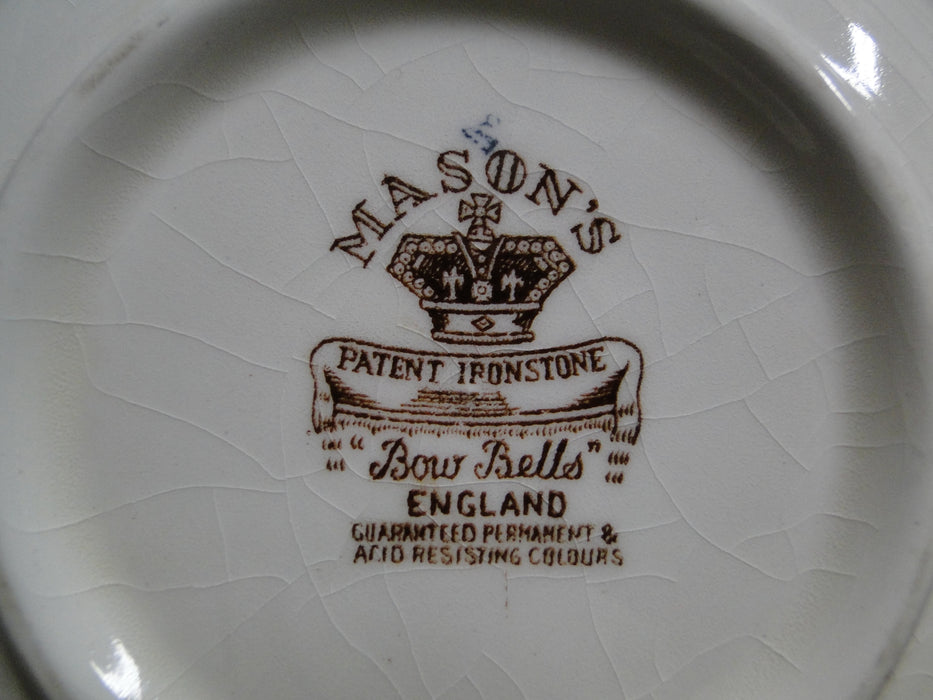 MASON'S
PATENT IRONSTONE
"Bow Bells"
ENGLAND
GUARANTEED PERMANENT &
ACID RESISTING COLOURS